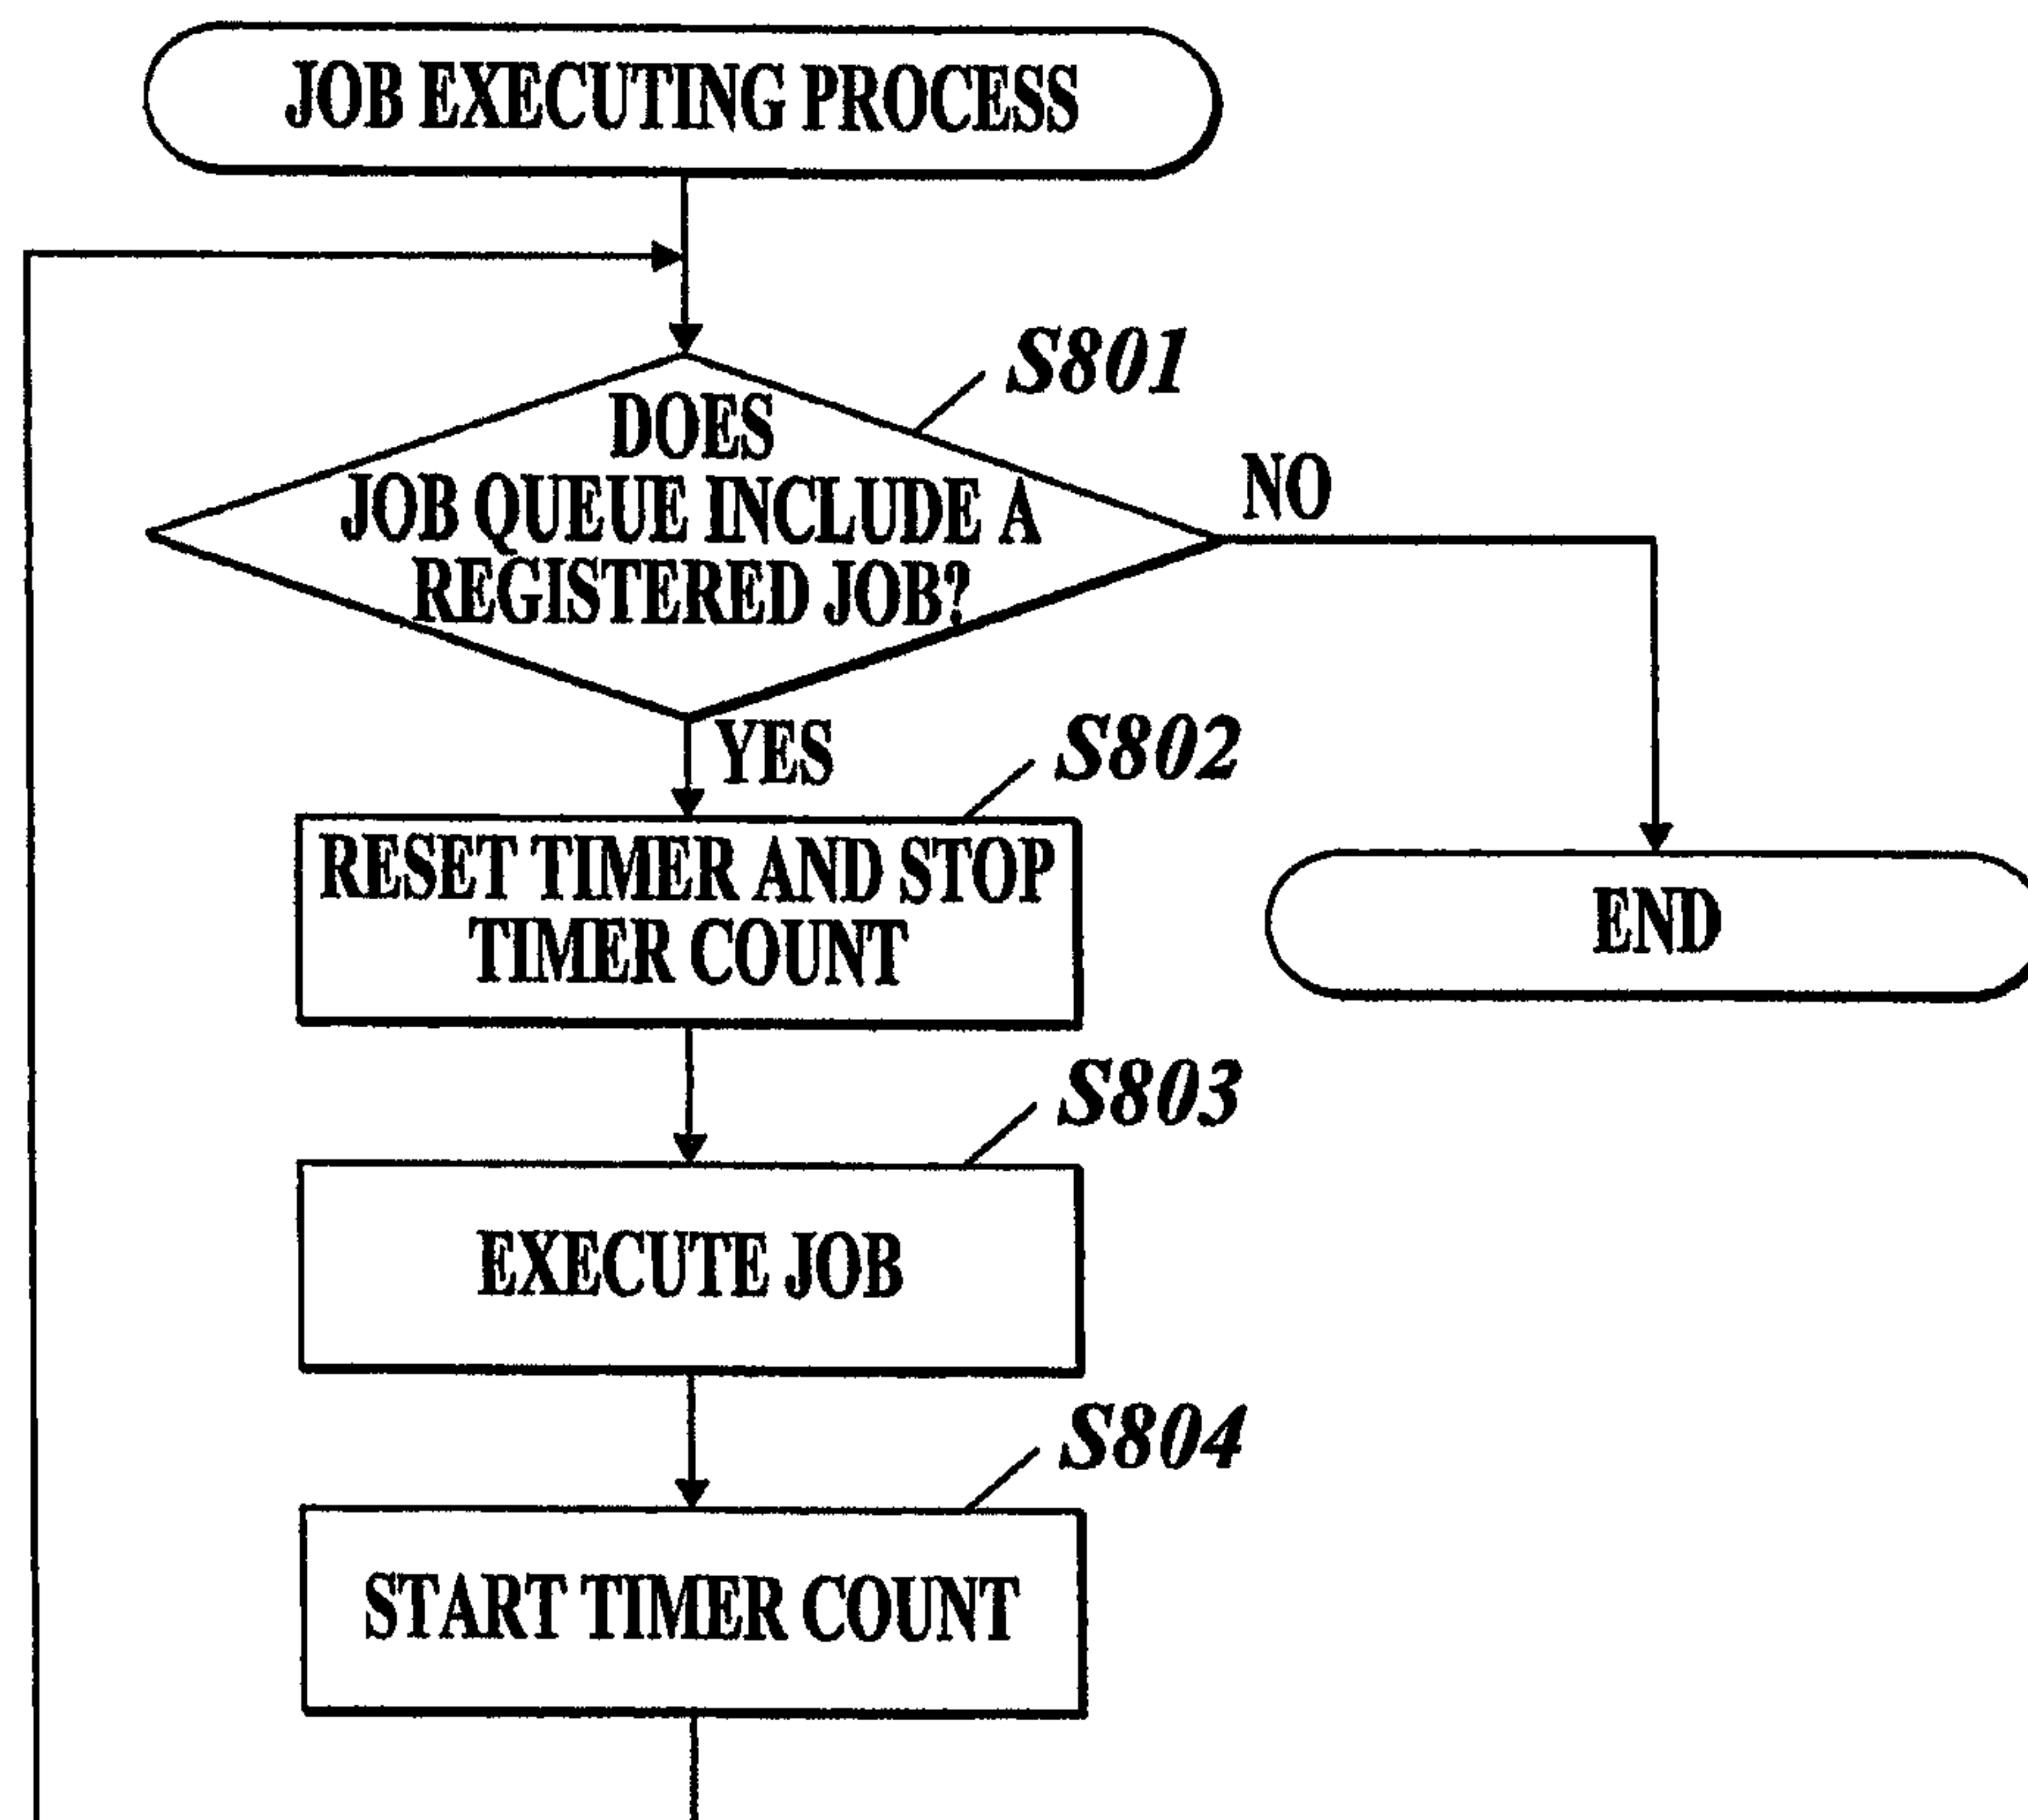 JOB EXECUTING PROCESS
S801
DOES
JOB QUEUE INCLUDE A
REGISTERED JOB?
NO
YES
S802
RESET TIMER AND STOP
TIMER COUNT
END
S803
EXECUTE JOB
S804
START TIMER COUNT